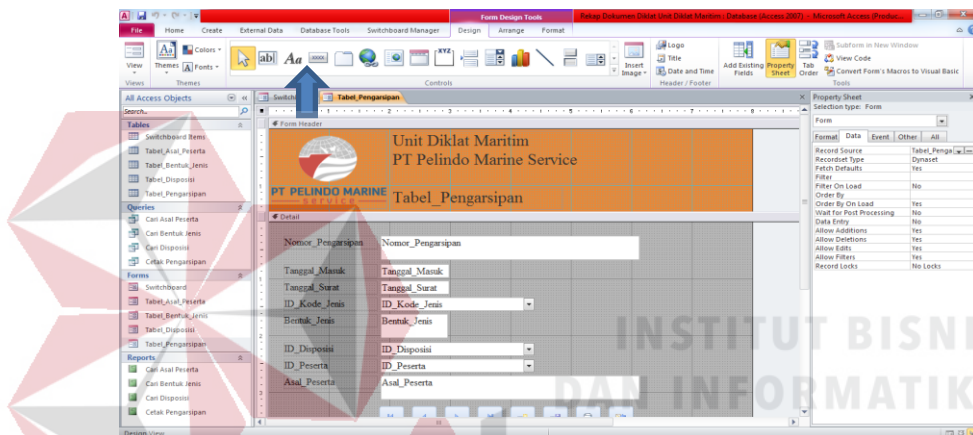 Form Design Tools
Rekap Dokumen Diklat Unit Diklat Maritim : Database (Access 2007) - Microsoft Access (Produc...
File Home Create External Data Database Tools Switchboard Manager Design Arrange Format
View
Views
Themes
Colors
Fonts
Themes
ab Aa xxxx XYZ
Controls
Insert Image
Logo
Title
Date and Time
Header / Footer
Add Existing Fields
Property Sheet
Tab Order
Subform in New Window
View Code
Convert Form's Macros to Visual Basic
Tools
All Access Objects
Search...
Tables
Switchboard Items
Tabel_Asal_Peserta
Tabel_Bentuk_Jenis
Tabel_Disposisi
Tabel_Pengarsipan
Queries
Cari Asal Peserta
Cari Bentuk Jenis
Cari Disposisi
Cetak Pengarsipan
Forms
Switchboard
Tabel_Asal_Peserta
Tabel_Bentuk_Jenis
Tabel_Disposisi
Tabel_Pengarsipan
Reports
Cari Asal Peserta
Cari Bentuk Jenis
Cari Disposisi
Cetak Pengarsipan
Tabel_Pengarsipan
Form Header
Unit Diklat Maritim
PT Pelindo Marine Service
PT PELINDO MARINE
SERVICE
Tabel_Pengarsipan
Detail
Nomor_Pengarsipan Nomor_Pengarsipan
Tanggal_Masuk Tanggal_Masuk
Tanggal_Surat Tanggal_Surat
ID_Kode_Jenis ID_Kode_Jenis
Bentuk_Jenis Bentuk_Jenis
ID_Disposisi ID_Disposisi
ID_Peserta ID_Peserta
Asal_Peserta Asal_Peserta
Property Sheet
Selection type: Form
Form
Format Data Event Other All
Record Source Tabel_Penga
Recordset Type Dynaset
Fetch Defaults Yes
Filter
Filter On Load No
Order By
Order By On Load Yes
Wait for Post Processing No
Data Entry No
Allow Additions Yes
Allow Deletions Yes
Allow Edits Yes
Allow Filters Yes
Record Locks No Locks
INSTITUT BISNI
DAN INFORMATIK
Design View